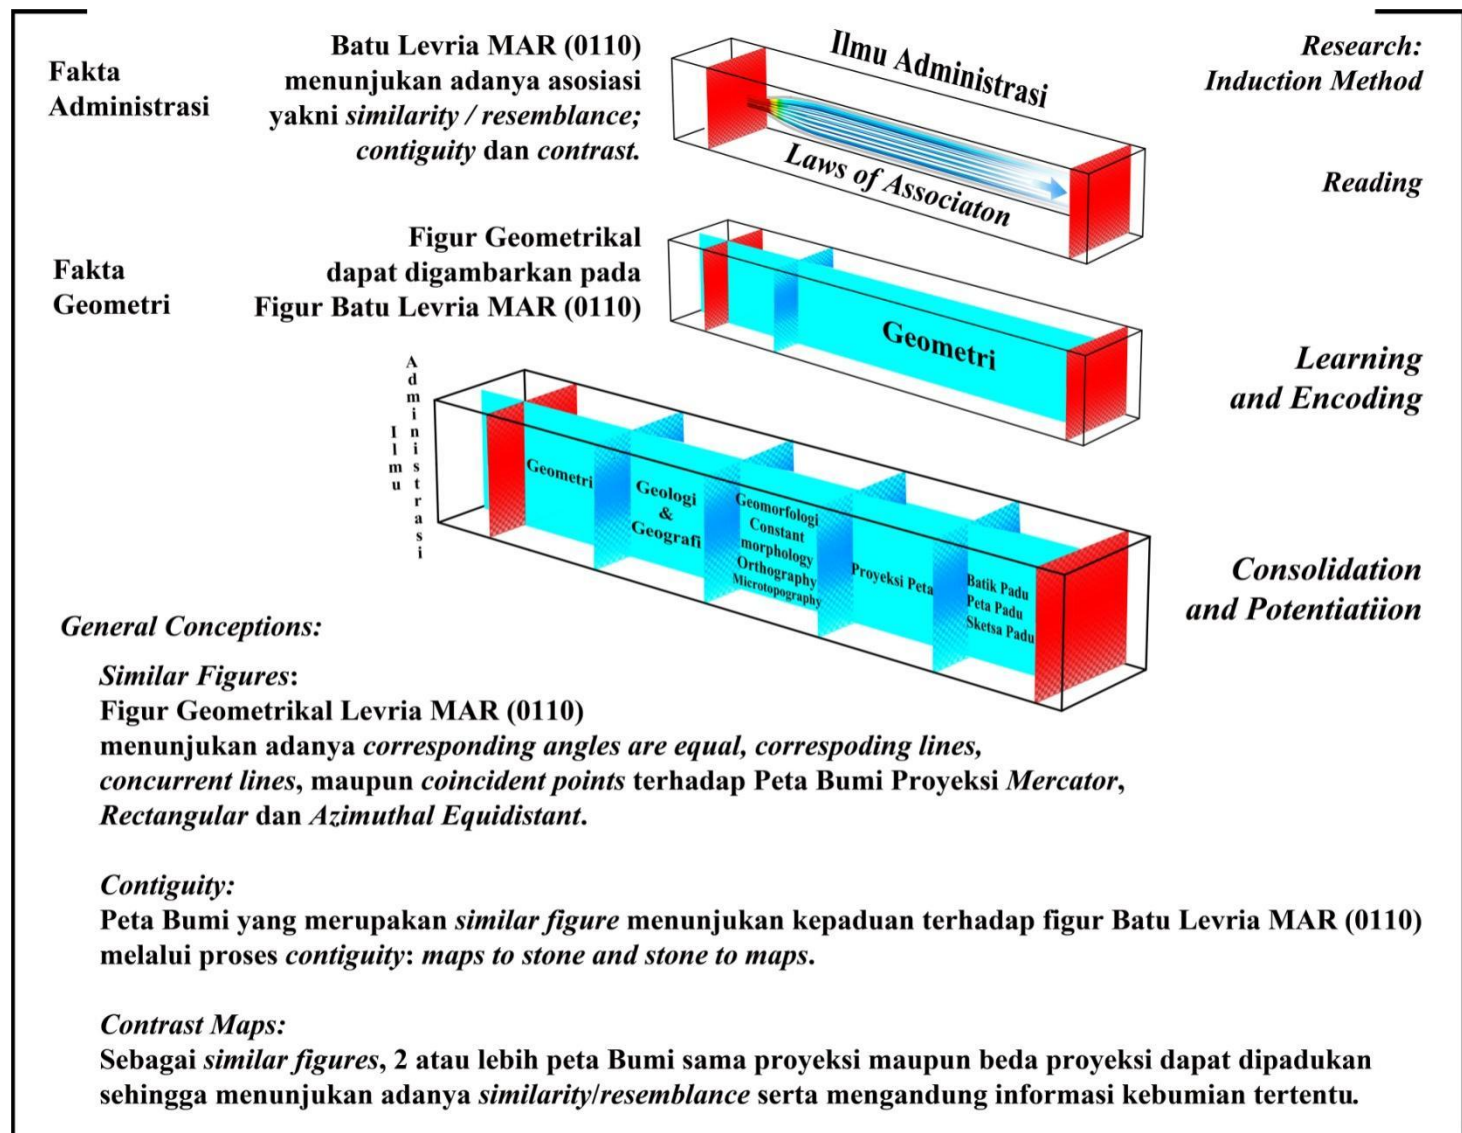 Fakta
Administrasi
Batu Levria MAR (0110)
menunjukan adanya asosiasi
yakni similarity / resemblance;
contiguity dan contrast.
Ilmu Administrasi
Laws of Associaton
Research:
Induction Method
Reading
Fakta
Geometri
Figur Geometrikal
dapat digambarkan pada
Figur Batu Levria MAR (0110)
Geometri
Learning
and Encoding
Ilmu
Administrasi
Geometri
Geologi
&
Geografi
Geomorfologi
Constant
morphology
Orthography
Microtopography
Proyeksi Peta
Batik Padu
Peta Padu
Sketsa Padu
Consolidation
and Potentiatiion
General Conceptions:
Similar Figures:
Figur Geometrikal Levria MAR (0110)
menunjukan adanya corresponding angles are equal, correspoding lines,
concurrent lines, maupun coincident points terhadap Peta Bumi Proyeksi Mercator,
Rectangular dan Azimuthal Equidistant.
Contiguity:
Peta Bumi yang merupakan similar figure menunjukan kepaduan terhadap figur Batu Levria MAR (0110)
melalui proses contiguity: maps to stone and stone to maps.
Contrast Maps:
Sebagai similar figures, 2 atau lebih peta Bumi sama proyeksi maupun beda proyeksi dapat dipadukan
sehingga menunjukan adanya similarity/resemblance serta mengandung informasi kebumian tertentu.